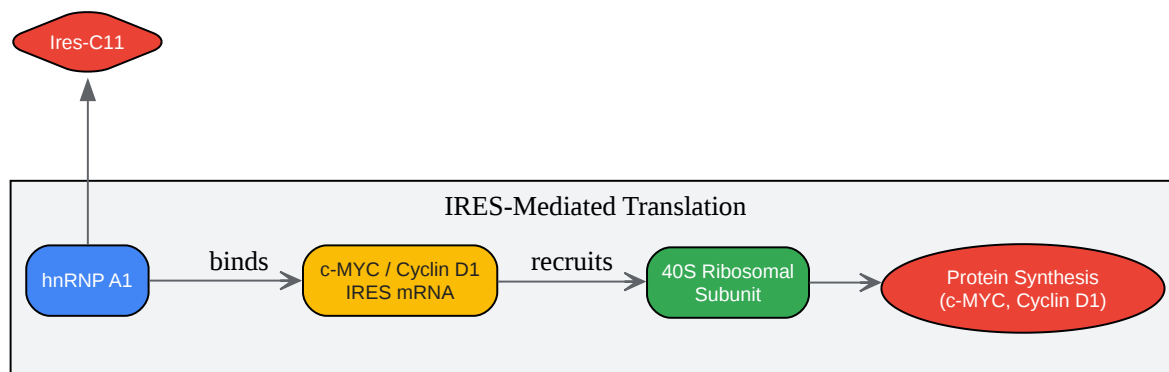 Ires-C11
IRES-Mediated Translation
hnRNP A1
binds
c-MYC / Cyclin D1
IRES mRNA
recruits
40S Ribosomal
Subunit
Protein Synthesis
(c-MYC, Cyclin D1)